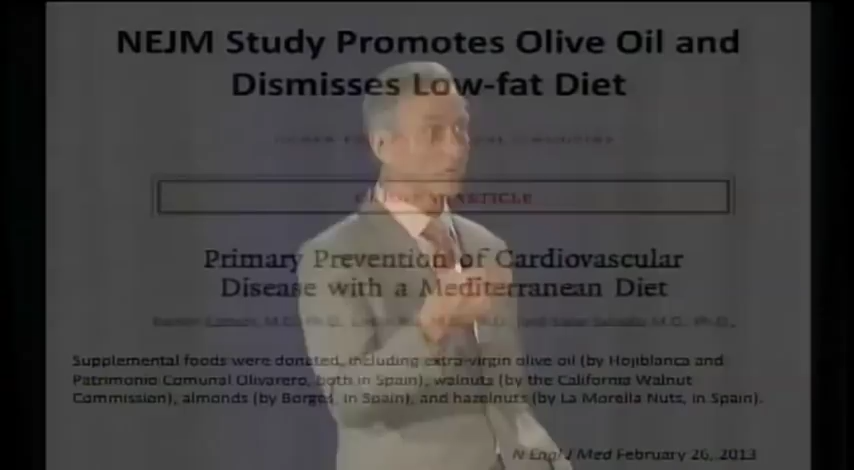 NEJM Study Promotes Olive Oil and
Dismisses Low-fat Diet
ARTICLE
Primary Prevention of Cardiovascular
Disease with a Mediterranean Diet
M.D., Ph.D.,
Supplemental foods were donated, including extra-virgin olive oil (by Hojiblanca and
Patrimonio Comunal Olivarero, both in Spain), walnuts (by the California Walnut
Commission), almonds (by Borges, in Spain), and hazelnuts (by La Morella Nuts, in Spain).
N Engl J Med February 26, 2013